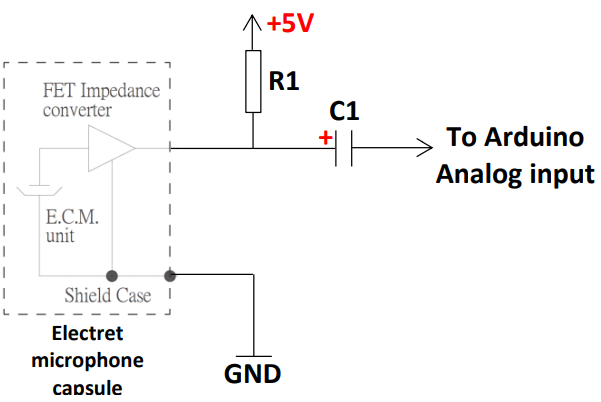 +5V
FET Impedance
converter
R1
C1
+
To Arduino
Analog input
E.C.M.
unit
Shield Case
Electret
microphone
capsule
GND